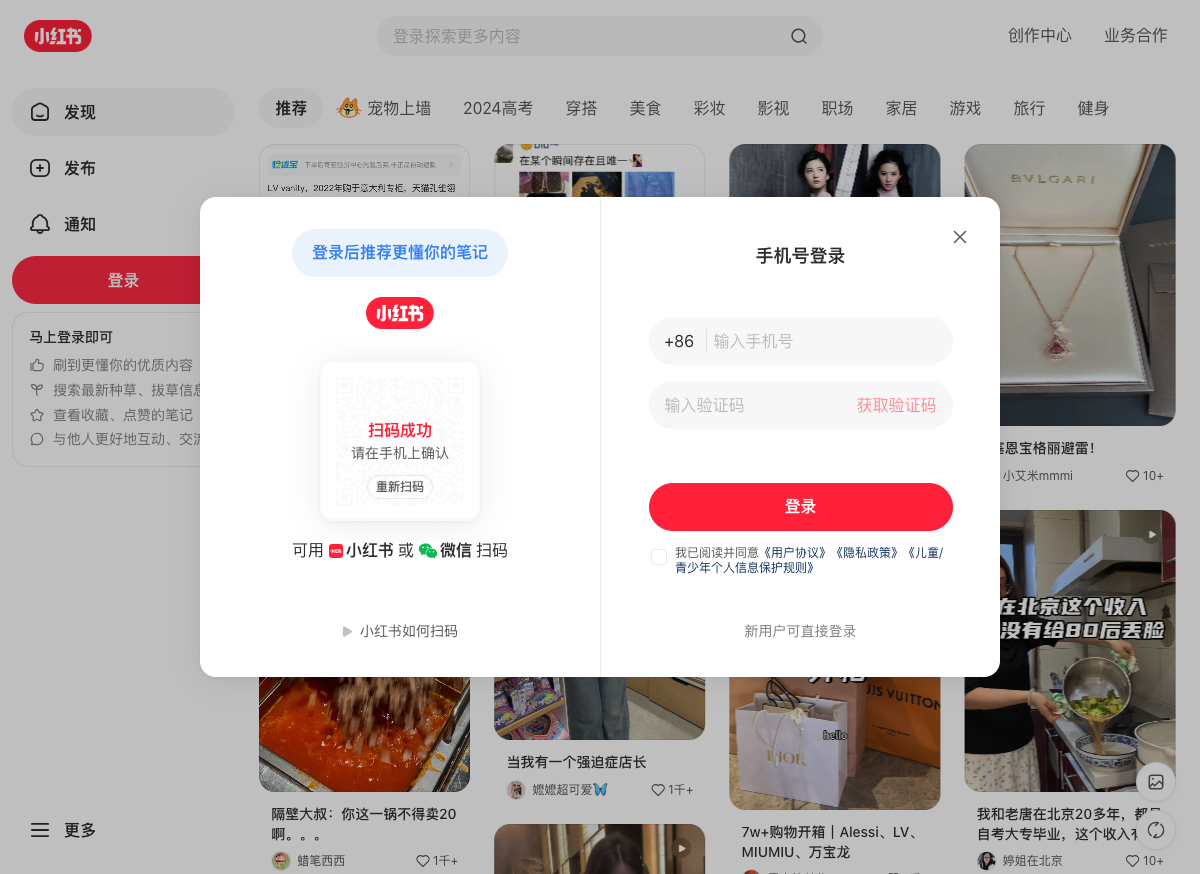 小红书
登录探索更多内容
创作中心
业务合作
发现
发布
通知
登录
马上登录即可
刷到更懂你的优质内容
搜索最新种草、拔草信息
查看收藏、点赞的笔记
与他人更好地互动、交流
更多
推荐
宠物上墙
2024高考
穿搭
美食
彩妆
影视
职场
家居
游戏
旅行
健身
LV vanity，2022年购于意大利专柜、天猫孔雀翎
在某个瞬间存在且唯一
BVLGARI
登录后推荐更懂你的笔记
小红书
扫码成功
请在手机上确认
重新扫码
可用 小红书 或 微信 扫码
小红书如何扫码
手机号登录
+86
输入手机号
输入验证码
获取验证码
登录
我已阅读并同意《用户协议》《隐私政策》《儿童/
青少年个人信息保护规则》
新用户可直接登录
恩宝格丽避雷！
小艾米mmmi
10+
在北京这个收入
没有给80后丢脸
我和老唐在北京20多年，都
自考大专毕业，这个收入
婷姐在北京
10+
隔壁大叔：你这一锅不得卖20
啊。。。
蜡笔西西
1千+
当我有一个强迫症店长
嬷嬷超可爱
1千+
LOUIS VUITTON
DIOR
hello
7w+购物开箱｜Alessi、LV、
MIUMIU、万宝龙